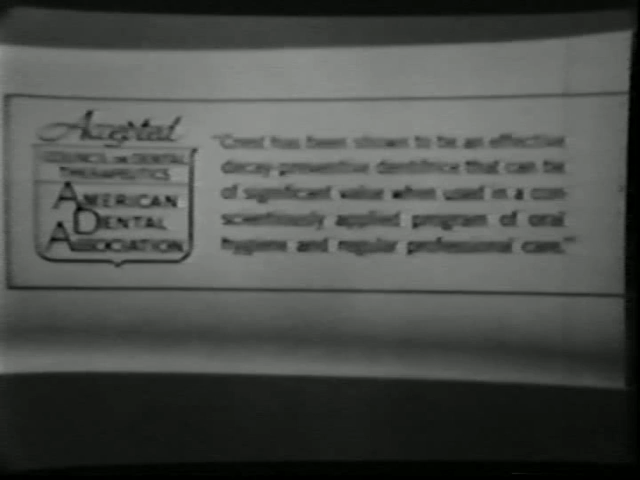 Accepted
COUNCIL ON DENTAL
THERAPEUTICS
AMERICAN
DENTAL
ASSOCIATION
"Crest has been shown to be an effective
decay preventive dentifrice that can be
of significant value when used in a con-
scientiously applied program of oral
hygiene and regular professional care."